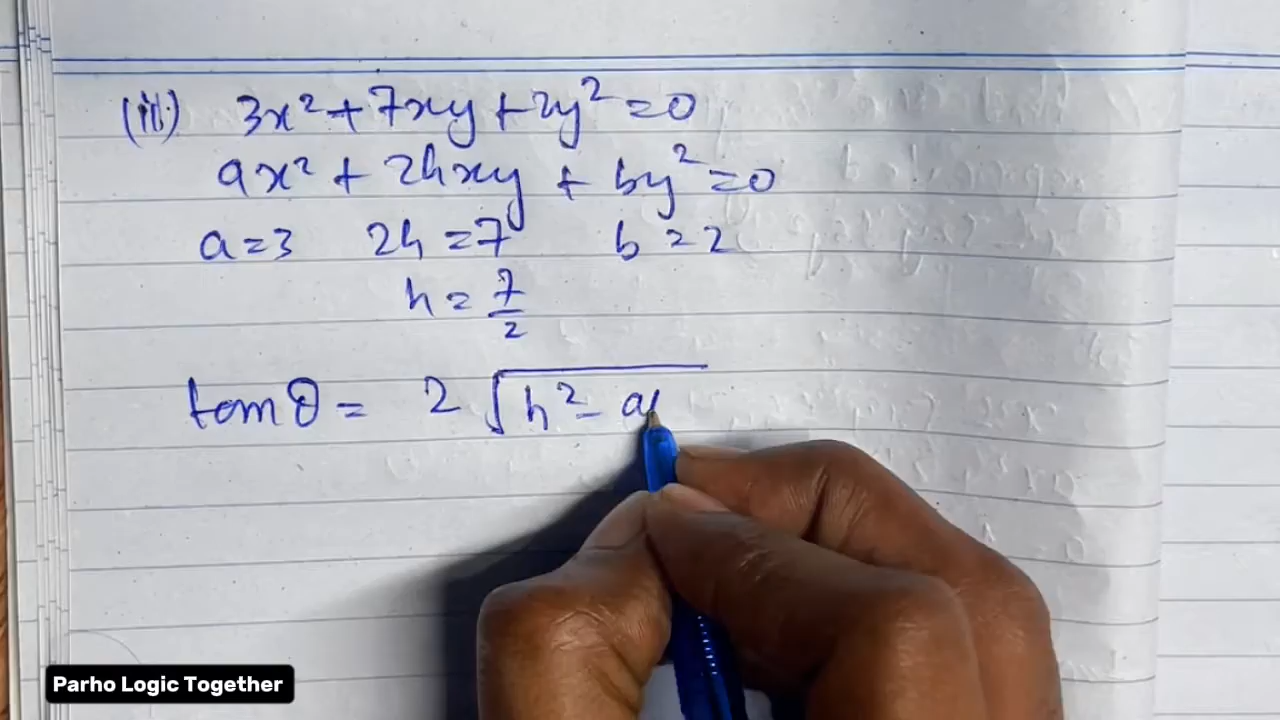 (iii) 3x² + 7xy + 2y² = 0
ax² + 2hxy + by² = 0
a = 3 2h = 7 b = 2
h = 7/2
tan θ = 2 √h² - a
Parho Logic Together